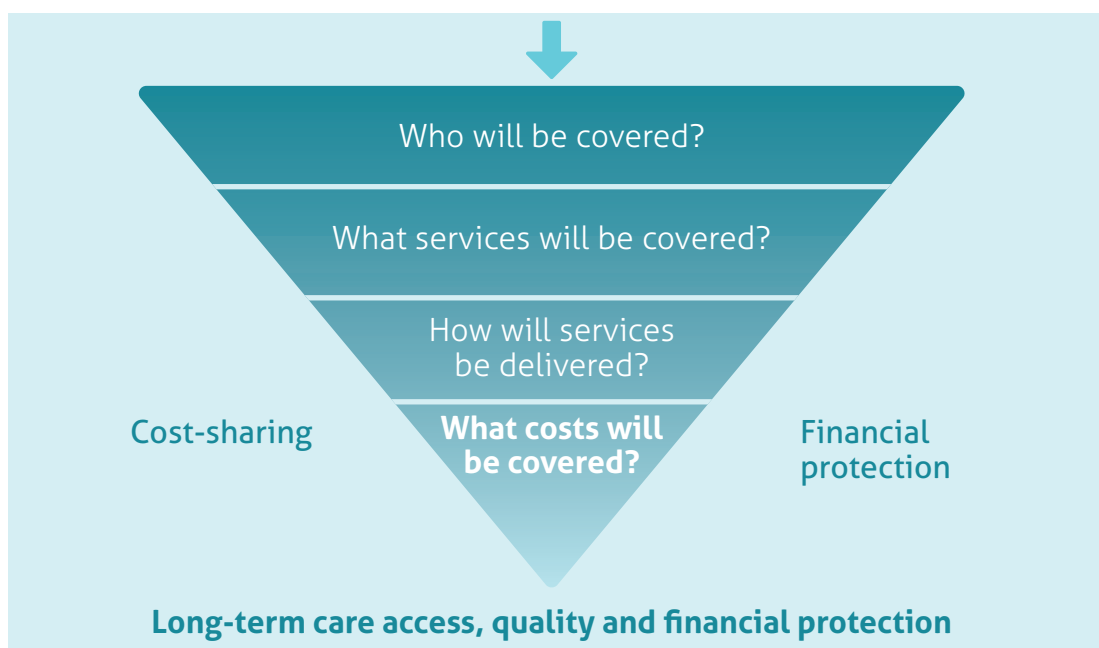 Who will be covered?
What services will be covered?
How will services
be delivered?
Cost-sharing
What costs will
be covered?
Financial
protection
Long-term care access, quality and financial protection